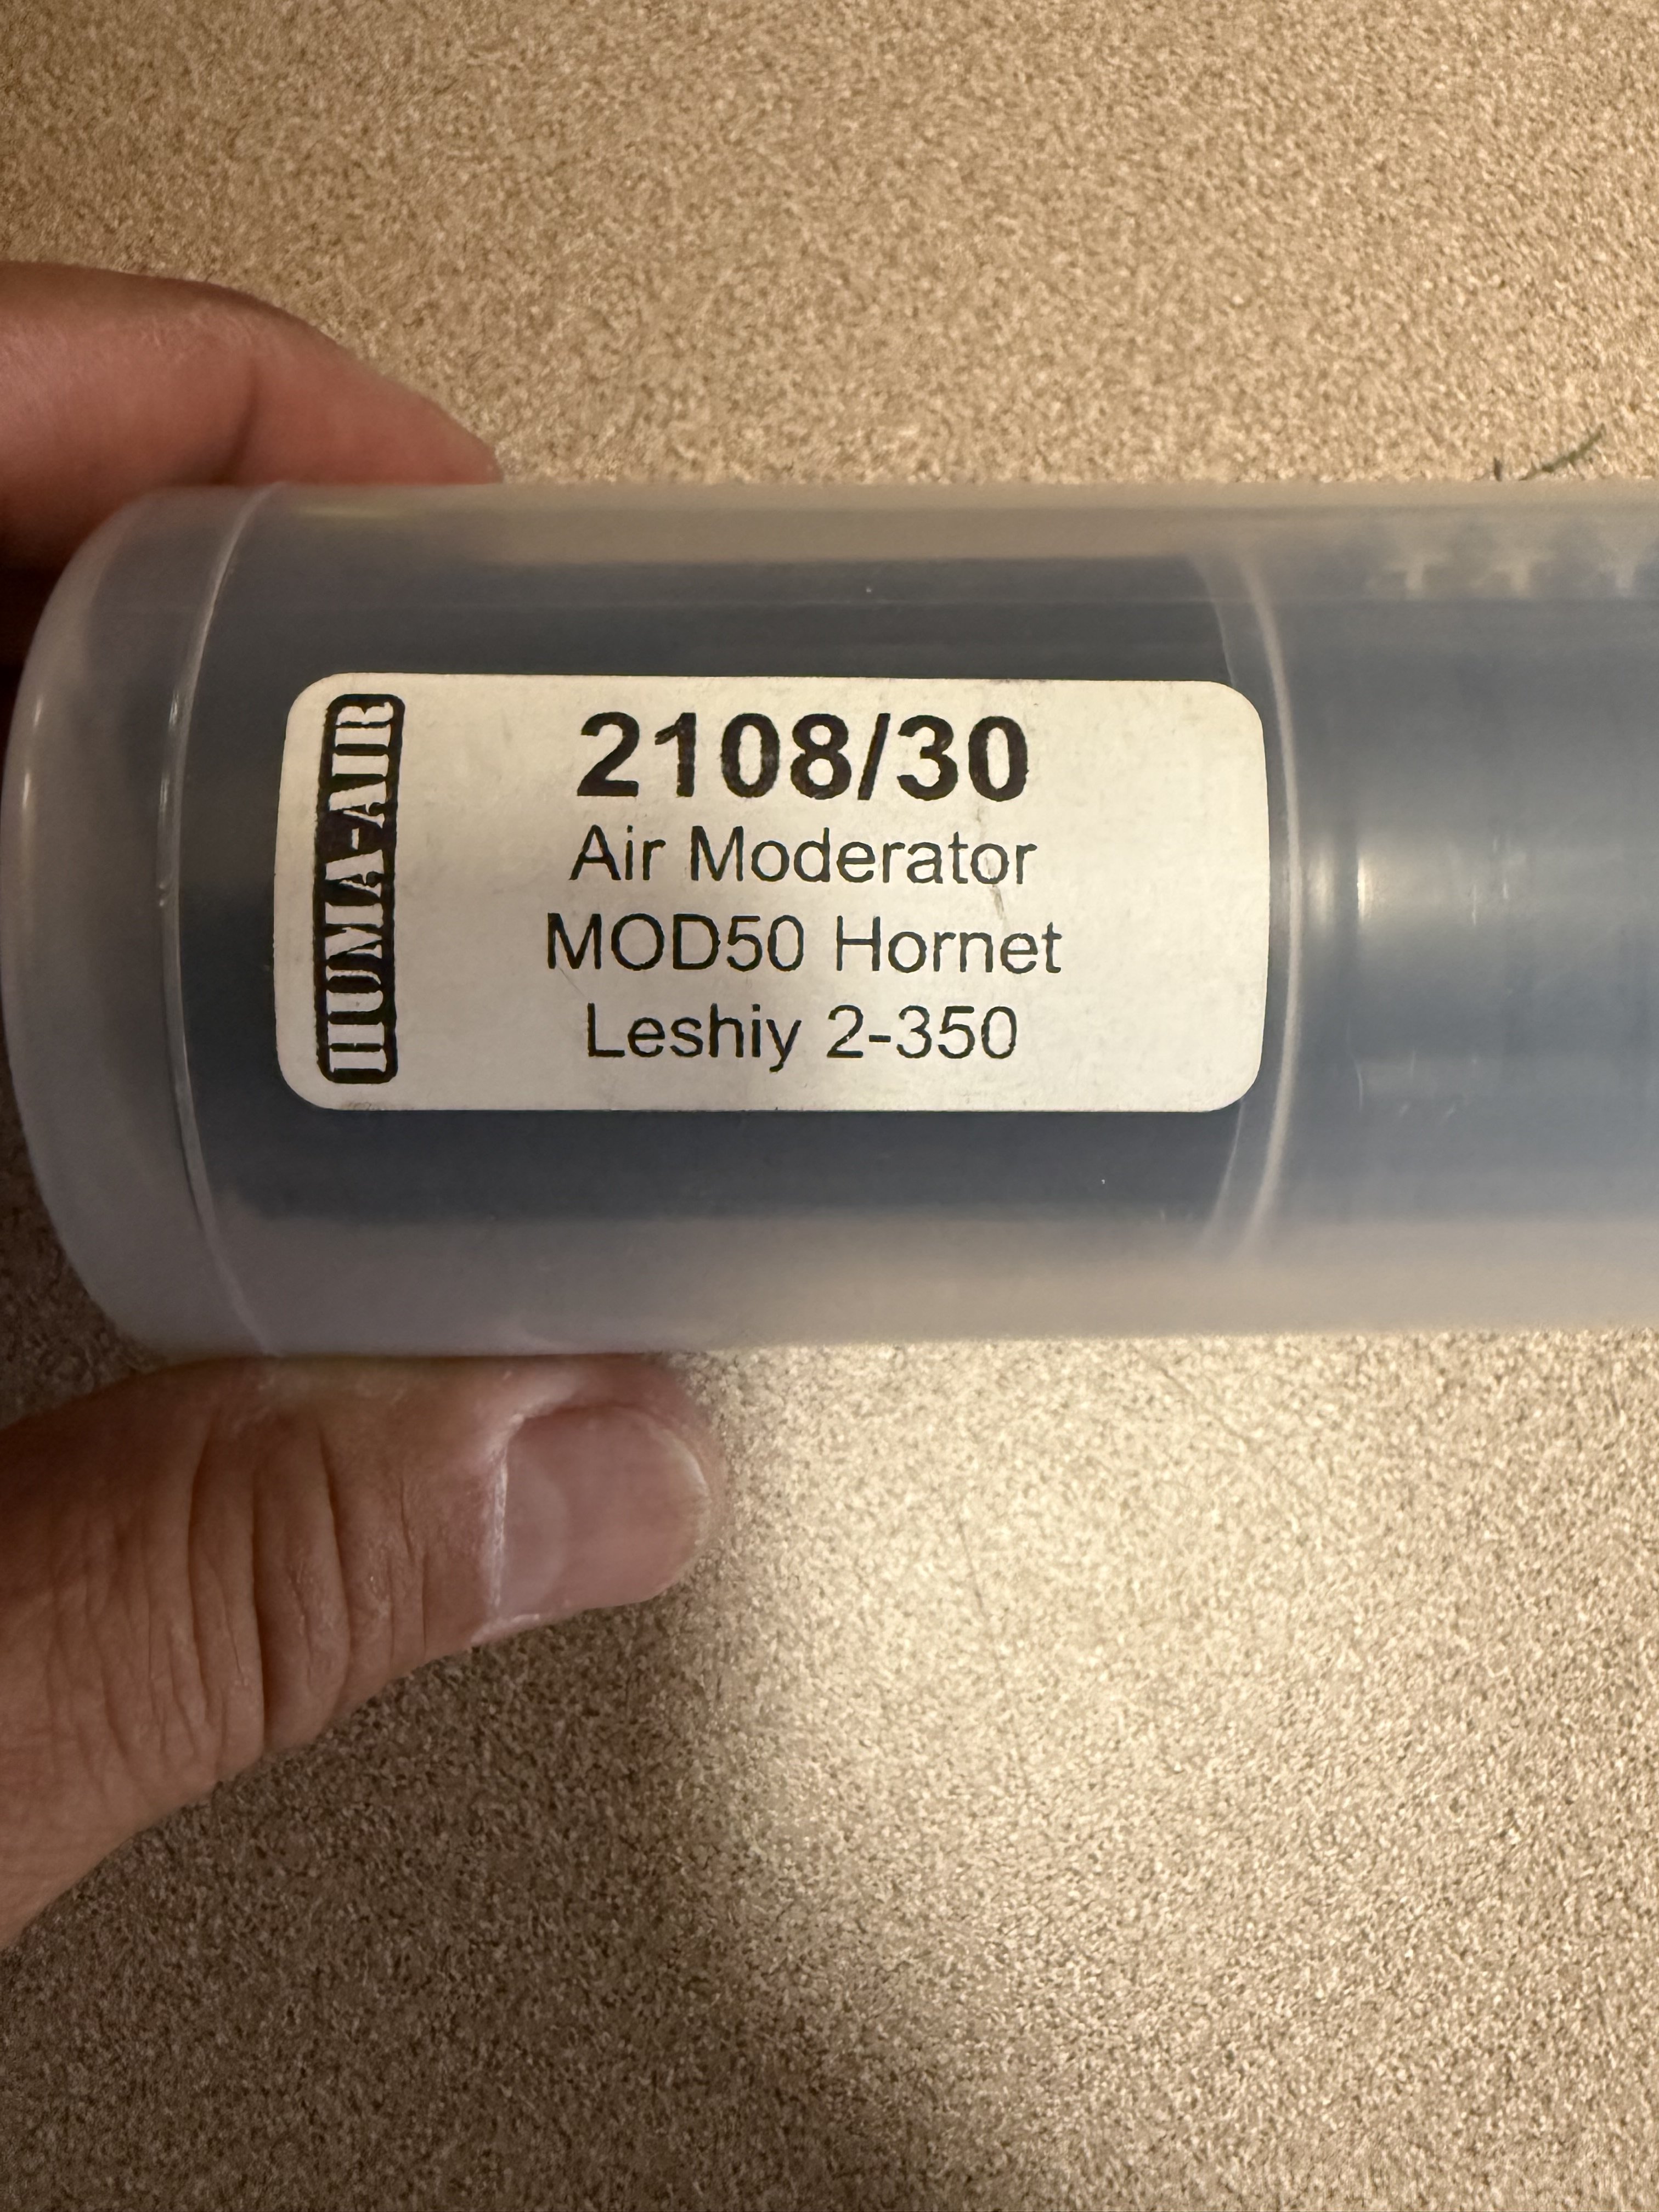 HUMA-AIR
2108/30
Air Moderator
MOD50 Hornet
Leshiy 2-350